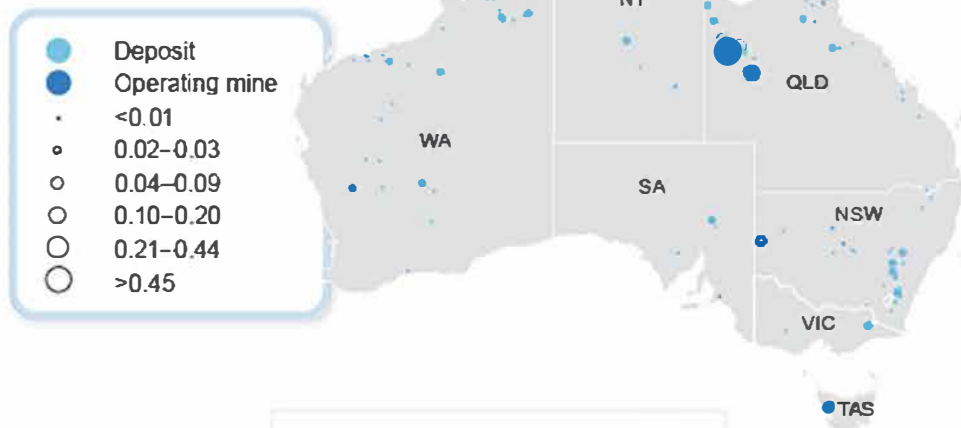 NT
Deposit
Operating mine
<0.01
0.02–0.03
0.04–0.09
0.10–0.20
0.21–0.44
>0.45
QLD
WA
SA
NSW
VIC
TAS